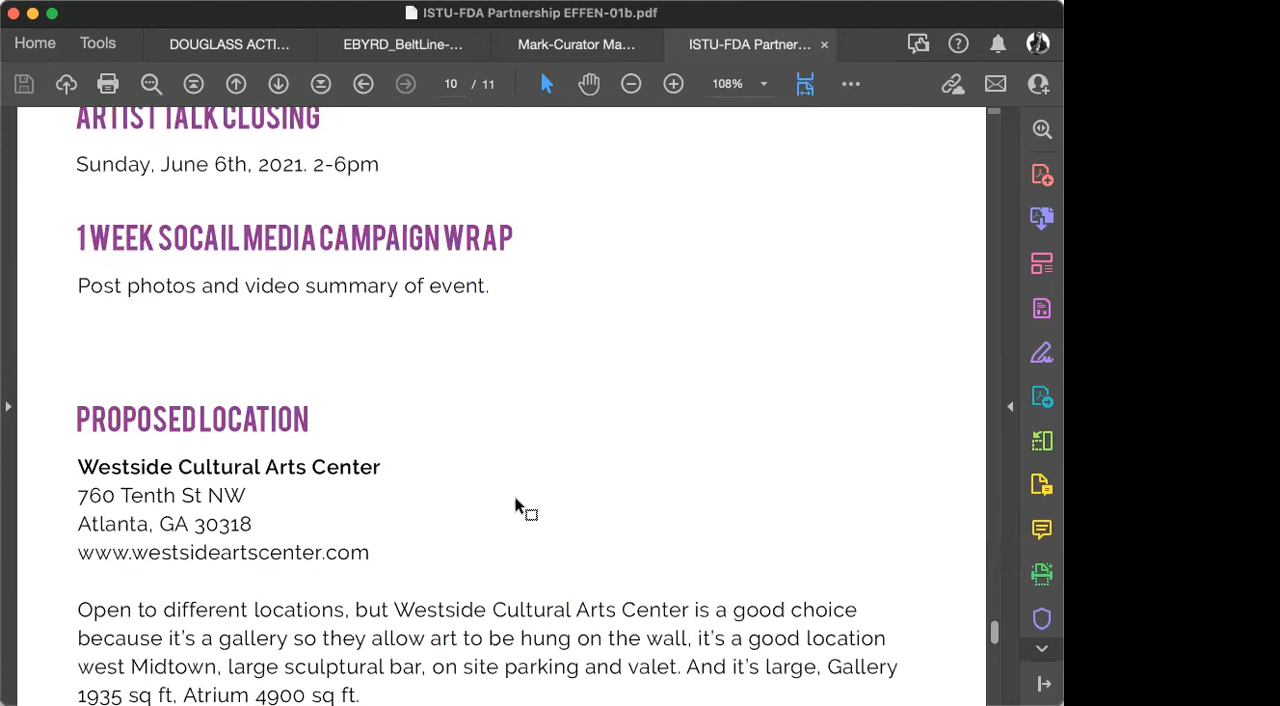 ISTU-FDA Partnership EFFEN-01b.pdf
Home Tools DOUGLASS ACTI... EBYRD_BeltLine-... Mark-Curator Ma... ISTU-FDA Partner... ×
10 / 11 108%
ARTIST TALK CLOSING
Sunday, June 6th, 2021. 2-6pm
1 WEEK SOCAIL MEDIA CAMPAIGN WRAP
Post photos and video summary of event.
PROPOSED LOCATION
Westside Cultural Arts Center
760 Tenth St NW
Atlanta, GA 30318
www.westsideartscenter.com
Open to different locations, but Westside Cultural Arts Center is a good choice
because it's a gallery so they allow art to be hung on the wall, it's a good location
west Midtown, large sculptural bar, on site parking and valet. And it's large, Gallery
1935 sq ft, Atrium 4900 sq ft.